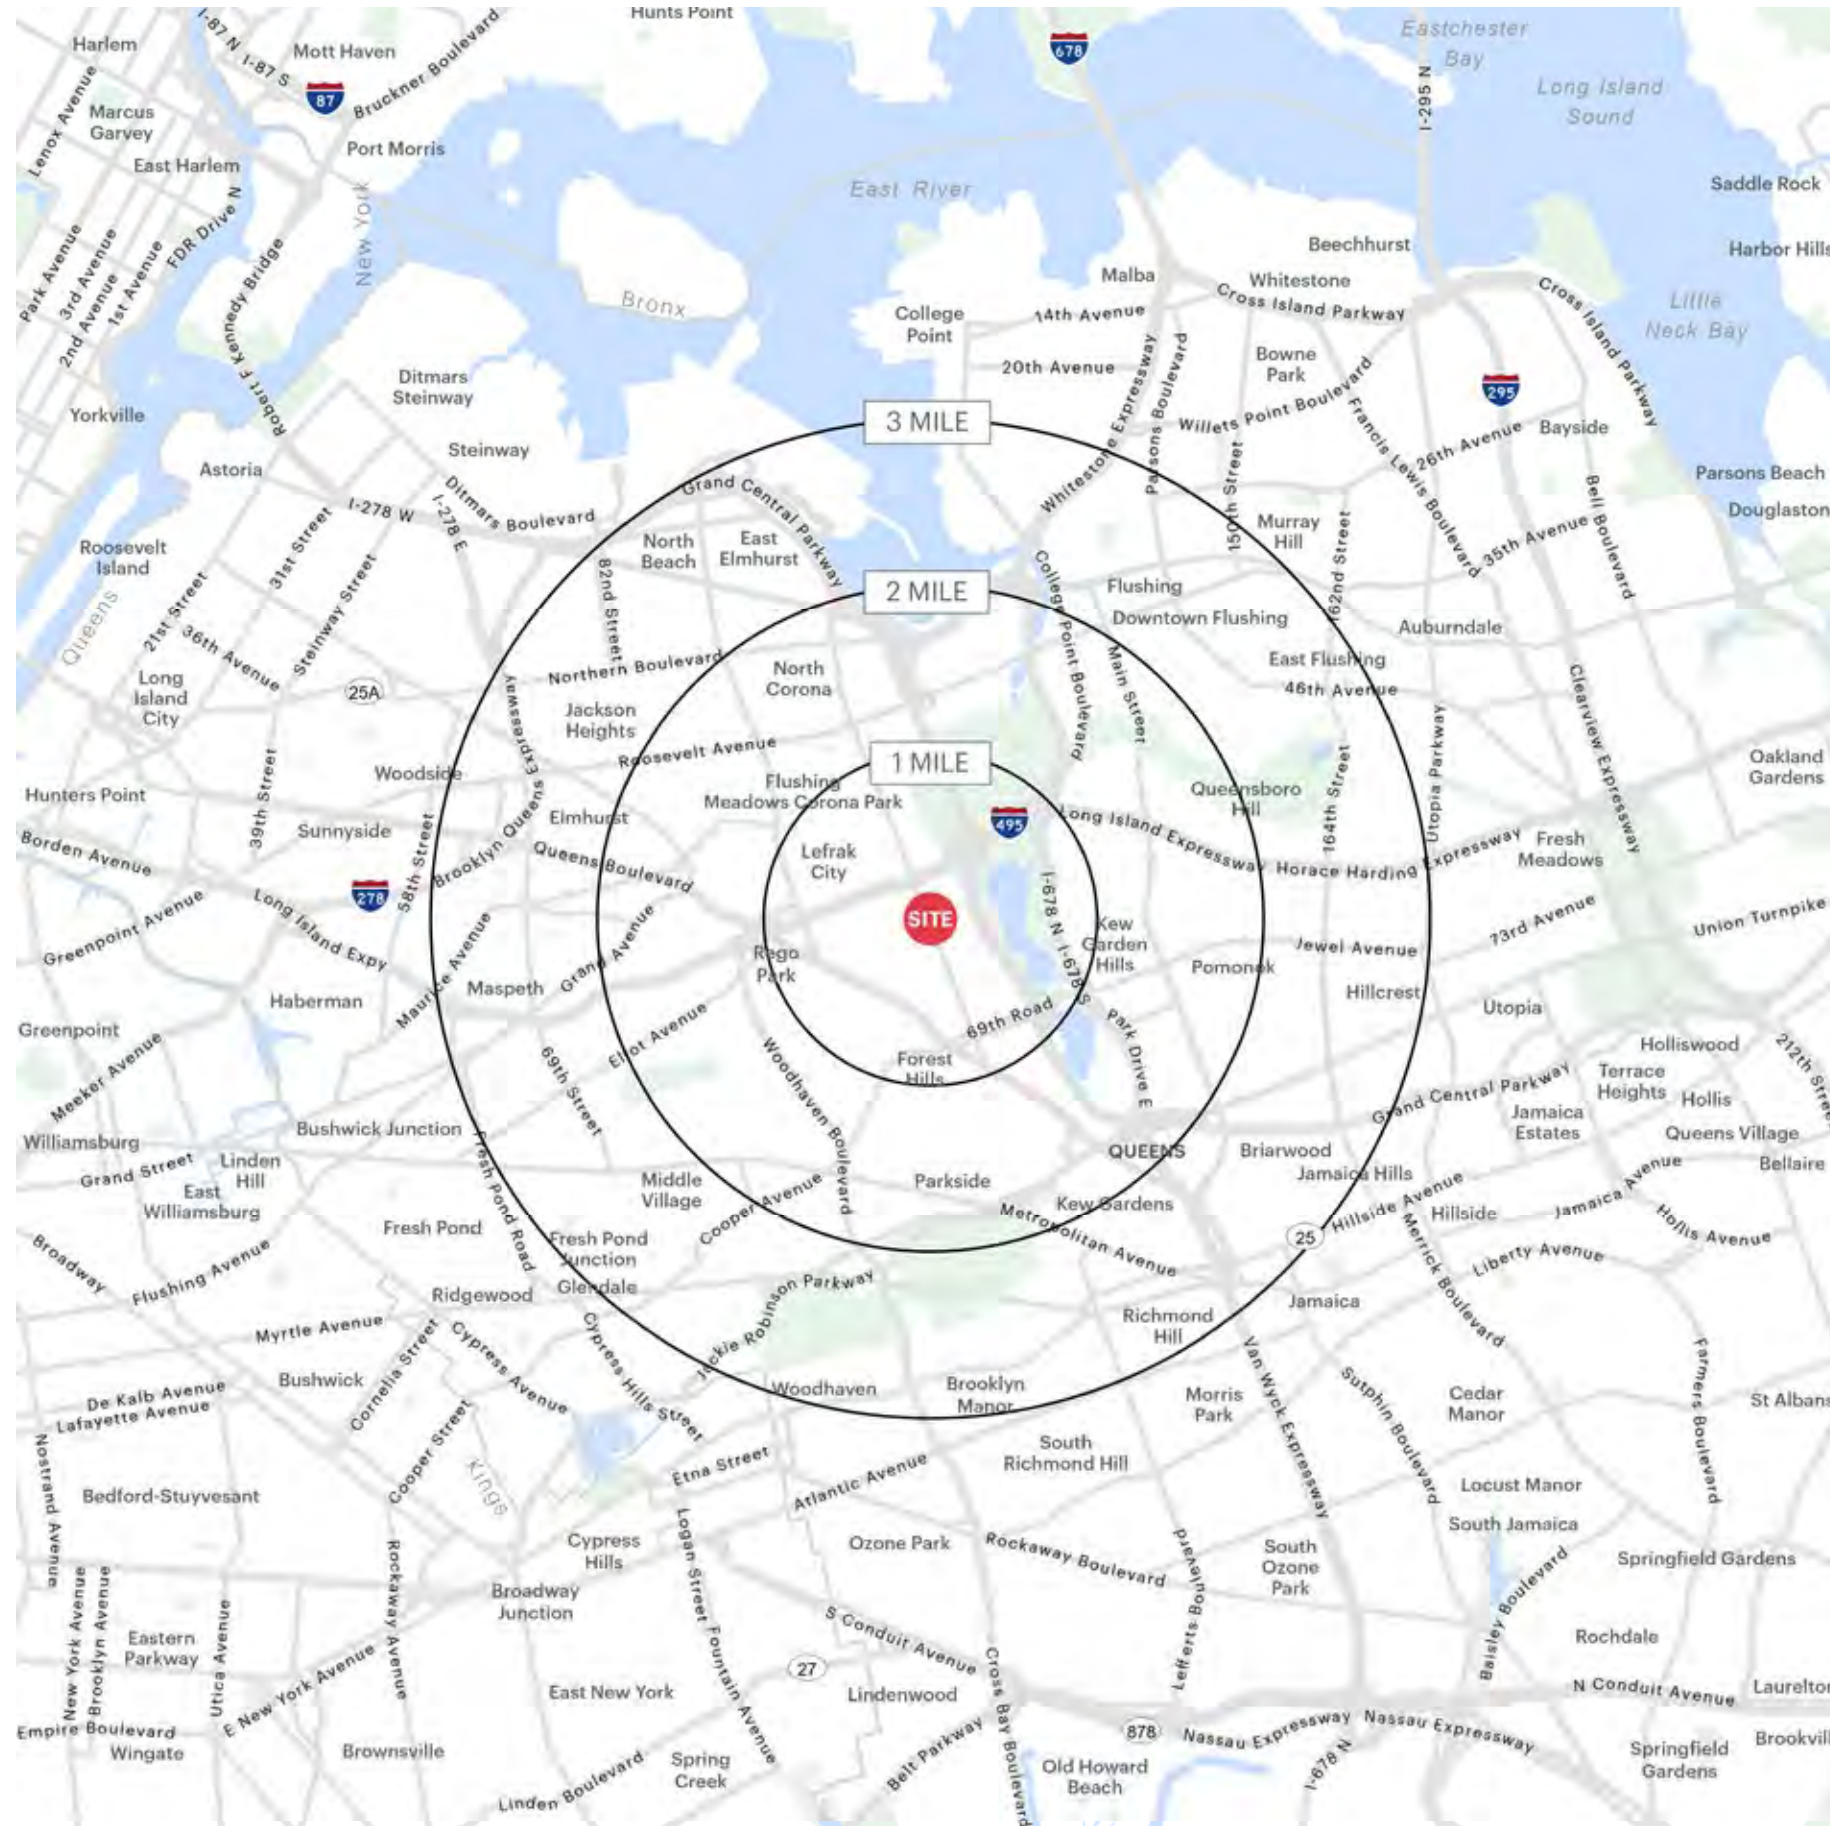 Hunts Point
Eastchester
Bay
Harlem
I-87 N
I-87 S
Mott Haven
Bruckner Boulevard
678
87
I-295 N
Long Island
Sound
Lenox Avenue
Marcus
Garvey
Port Morris
East Harlem
East River
Saddle Rock
New York
FDR Drive N
Park Avenue
3rd Avenue
2nd Avenue
1st Avenue
Robert F Kennedy Bridge
Bronx
Beechhurst
Harbor Hills
Malba
Whitestone
Cross Island Parkway
Cross Island Parkway
Little
Neck Bay
College
Point
14th Avenue
20th Avenue
Whitestone Expressway
Parsons Boulevard
Bowne
Park
Willets Point Boulevard
Francis Lewis Boulevard
295
Ditmars
Steinway
Yorkville
3 MILE
Steinway
Astoria
26th Avenue
Bayside
Bell Boulevard
Parsons Beach
Douglaston
I-278 W
I-278 E
Ditmars Boulevard
Grand Central Parkway
150th Street
Murray
Hill
162nd Street
35th Avenue
Roosevelt
Island
31st Street
Steinway Street
82nd Street
North
Beach
East
Elmhurst
College Point Boulevard
Flushing
2 MILE
Downtown Flushing
Auburndale
Queens
21st Street
36th Avenue
Northern Boulevard
North
Corona
Main Street
East Flushing
46th Avenue
Clearview Expressway
Long
Island
City
25A
Brooklyn Queens Expressway
Jackson
Heights
Roosevelt Avenue
Utopia Parkway
164th Street
Oakland
Gardens
39th Street
Woodside
1 MILE
Flushing
Meadows Corona Park
Queensboro
Hill
Hunters Point
Sunnyside
58th Street
Elmhurst
495
Long Island Expressway
Horace Harding Expressway
Fresh
Meadows
Borden Avenue
Queens Boulevard
Lefrak
City
278
Greenpoint Avenue
Long Island Expy
Maurice Avenue
Grand Avenue
SITE
I-678 N
I-678 S
Kew
Garden
Hills
Jewel Avenue
73rd Avenue
Union Turnpike
Rego
Park
Pomonok
Haberman
Maspeth
Hillcrest
Utopia
Greenpoint
Meeker Avenue
Eliot Avenue
69th Street
Woodhaven Boulevard
69th Road
Park Drive E
Holliswood
212th Street
Forest
Hills
Grand Central Parkway
Terrace
Heights
Hollis
Jamaica
Estates
Williamsburg
Bushwick Junction
Fresh Pond Road
QUEENS
Briarwood
Queens Village
Bellaire
Grand Street
Linden
Hill
East
Williamsburg
Middle
Village
Cooper Avenue
Parkside
Jamaica Hills
Hillside Avenue
Jamaica Avenue
Kew Gardens
Metropolitan Avenue
Hillside
Hollis Avenue
Fresh Pond
Fresh Pond
Junction
25
Merrick Boulevard
Liberty Avenue
Broadway
Flushing Avenue
Ridgewood
Glendale
Jackie Robinson Parkway
Jamaica
Richmond
Hill
Myrtle Avenue
Cornelia Street
Cypress Avenue
Cypress Hills Street
Van Wyck Expressway
Sutphin Boulevard
Farmers Boulevard
Bushwick
De Kalb Avenue
Lafayette Avenue
Woodhaven
Brooklyn
Manor
Morris
Park
Cedar
Manor
St Albans
Nostrand Avenue
Cooper Street
Kings
Etna Street
Atlantic Avenue
South
Richmond Hill
Bedford-Stuyvesant
Locust Manor
Logan Street
South Jamaica
Cypress
Hills
Ozone Park
Rockaway Boulevard
South
Ozone
Park
Springfield Gardens
New York Avenue
Brooklyn Avenue
Utica Avenue
Rockaway Avenue
Broadway
Junction
Fountain Avenue
S Conduit Avenue
Lefferts Boulevard
Baisley Boulevard
Eastern
Parkway
E New York Avenue
Rochdale
27
East New York
Lindenwood
Cross Bay Boulevard
N Conduit Avenue
Laurelton
Empire Boulevard
Wingate
878
Nassau Expressway
Nassau Expressway
Brookvil
Brownsville
Linden Boulevard
Spring
Creek
Belt Parkway
Old Howard
Beach
I-678 N
Springfield
Gardens